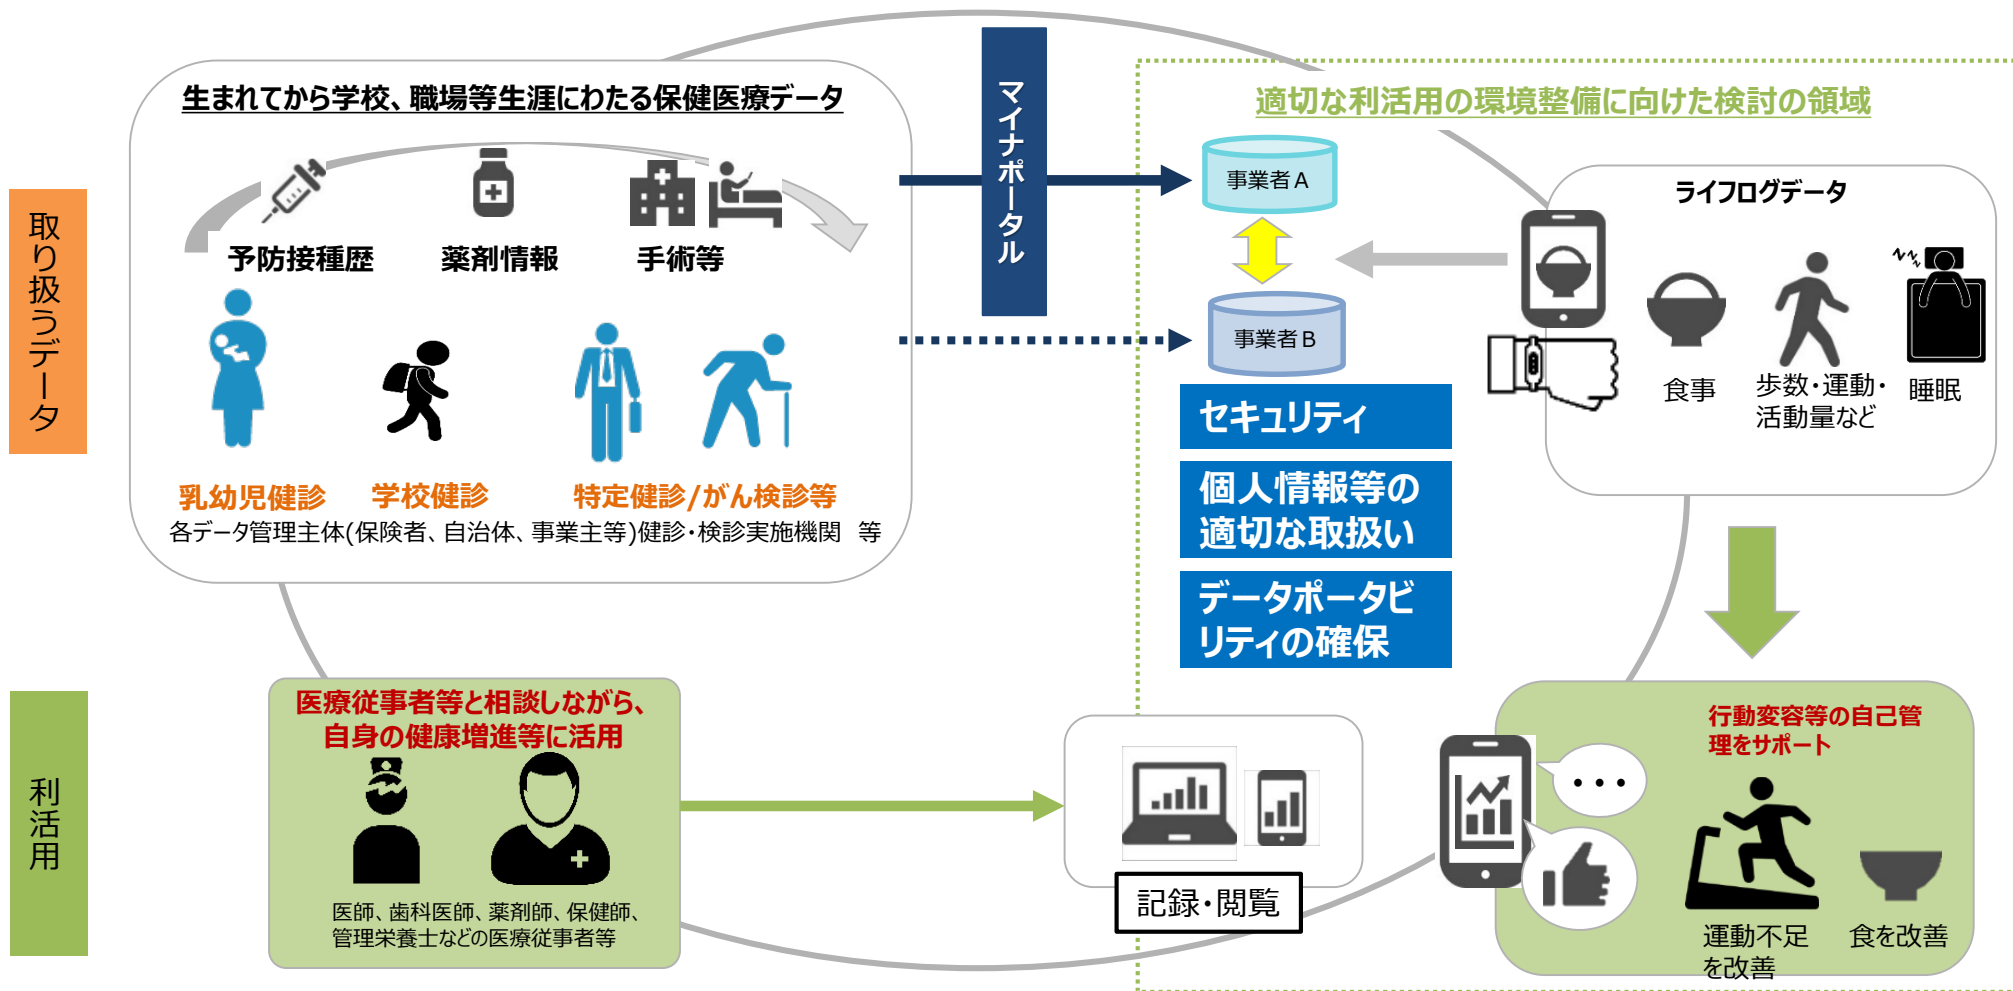 取り扱うデータ
生まれてから学校、職場等生涯にわたる保健医療データ
予防接種歴
薬剤情報
手術等
乳幼児健診
学校健診
特定健診/がん検診等
各データ管理主体(保険者、自治体、事業主等)健診・検診実施機関　等
マイナポータル
適切な利活用の環境整備に向けた検討の領域
事業者A
事業者B
セキュリティ
個人情報等の
適切な取扱い
データポータビ
リティの確保
ライフログデータ
zzz
食事
歩数・運動・
活動量など
睡眠
利活用
医療従事者等と相談しながら、
自身の健康増進等に活用
医師、歯科医師、薬剤師、保健師、
管理栄養士などの医療従事者等
記録・閲覧
行動変容等の自己管
理をサポート
・・・
運動不足
を改善
食を改善